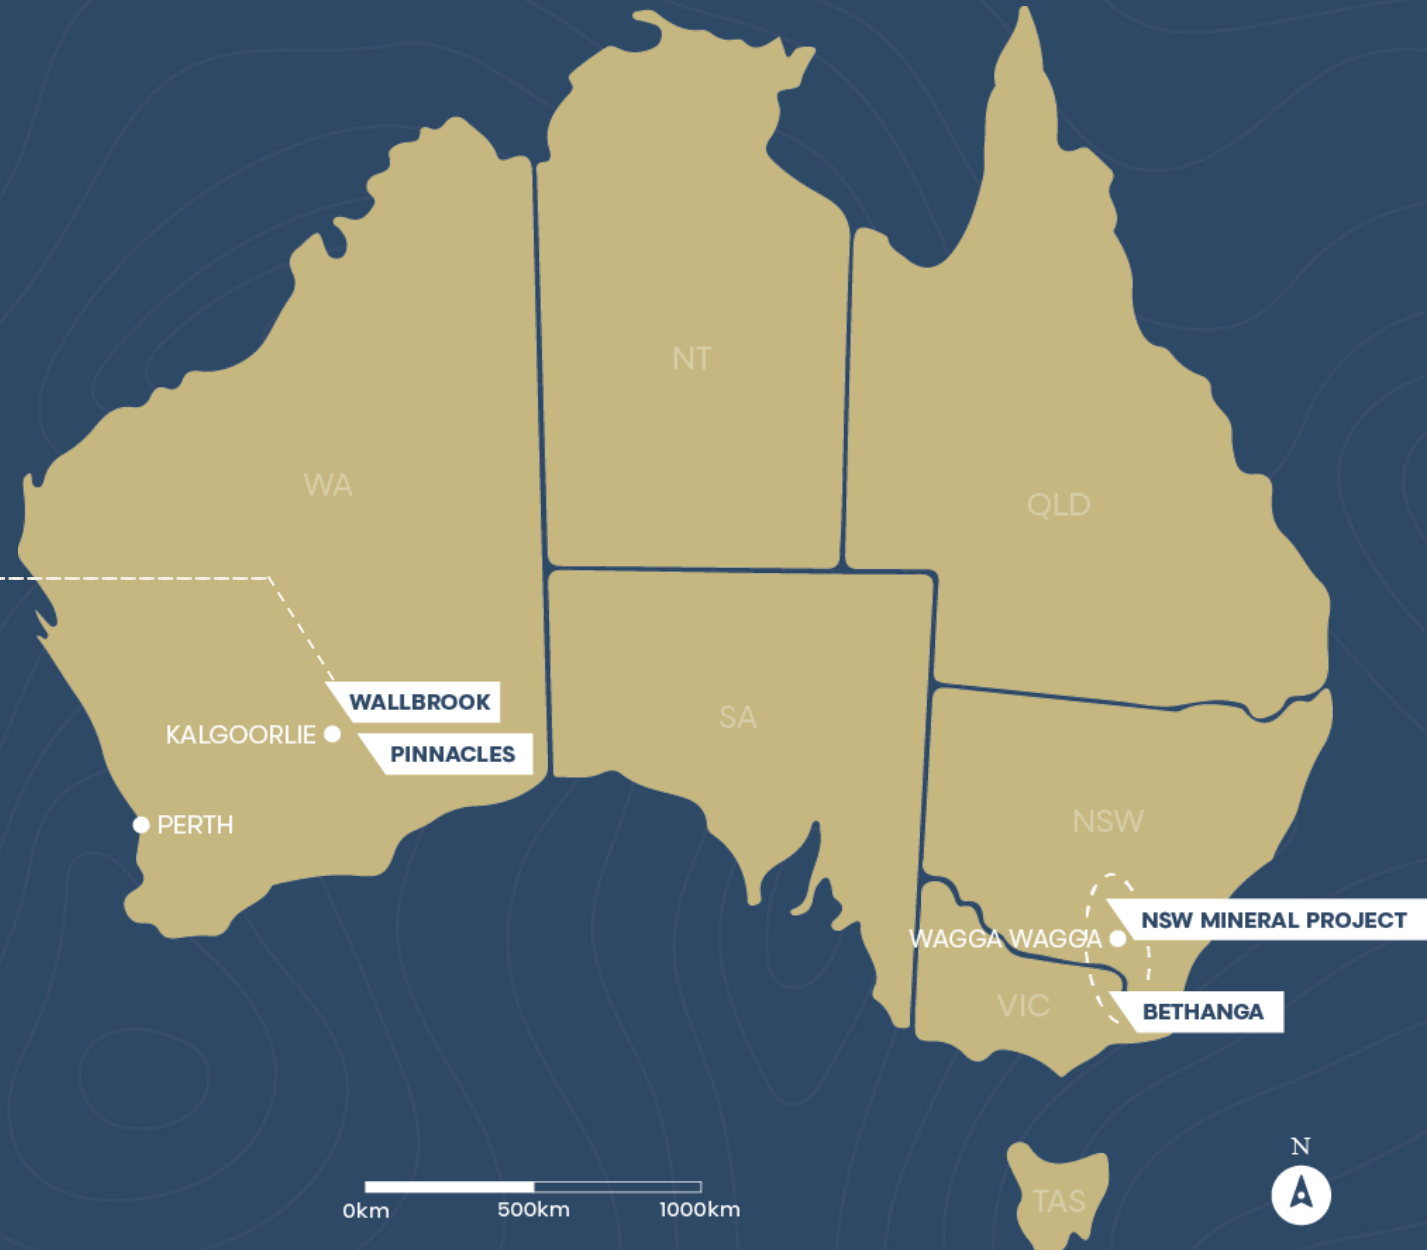 NT
WA
QLD
WALLBROOK
SA
KALGOORLIE
PINNACLES
PERTH
NSW
NSW MINERAL PROJECT
WAGGA WAGGA
VIC
BETHANGA
N
TAS
0km 500km 1000km